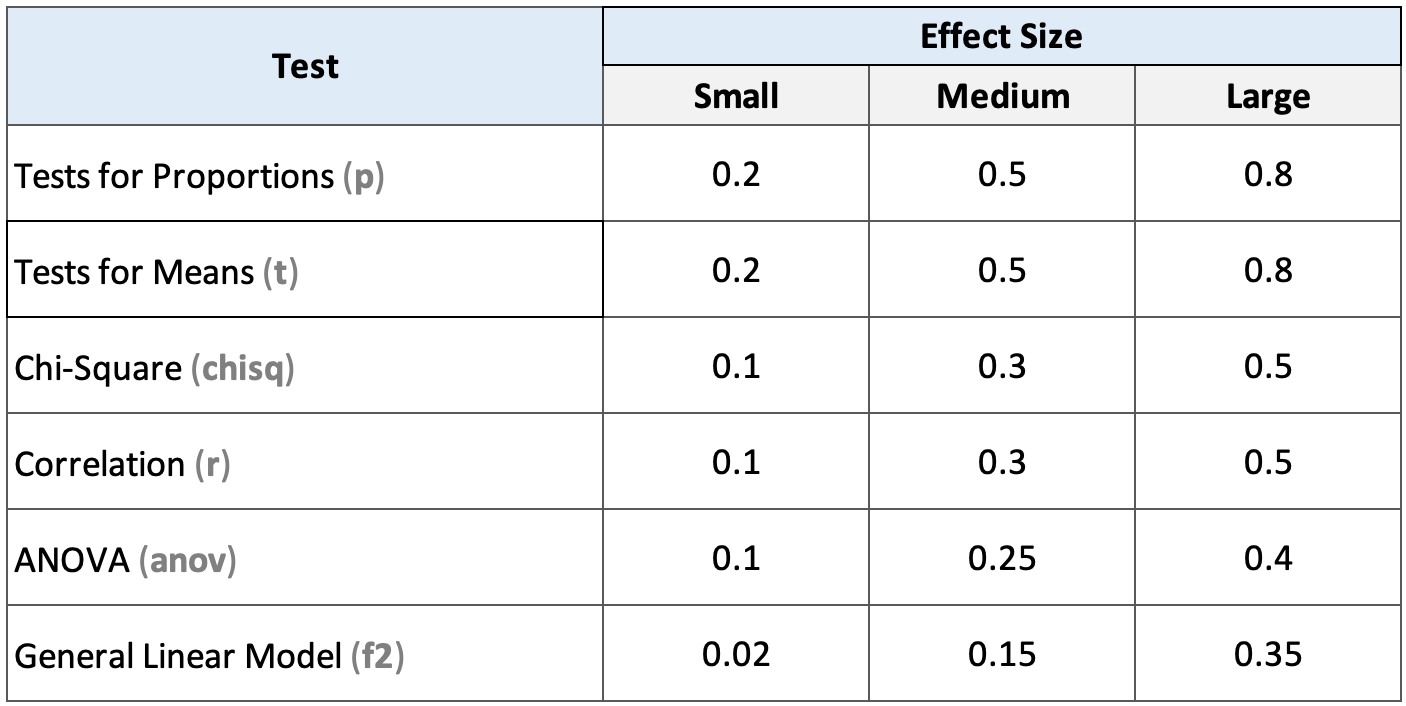 Test
Effect Size
Small Medium Large
Tests for Proportions (p) 0.2 0.5 0.8
Tests for Means (t) 0.2 0.5 0.8
Chi-Square (chisq) 0.1 0.3 0.5
Correlation (r) 0.1 0.3 0.5
ANOVA (anov) 0.1 0.25 0.4
General Linear Model (f2) 0.02 0.15 0.35